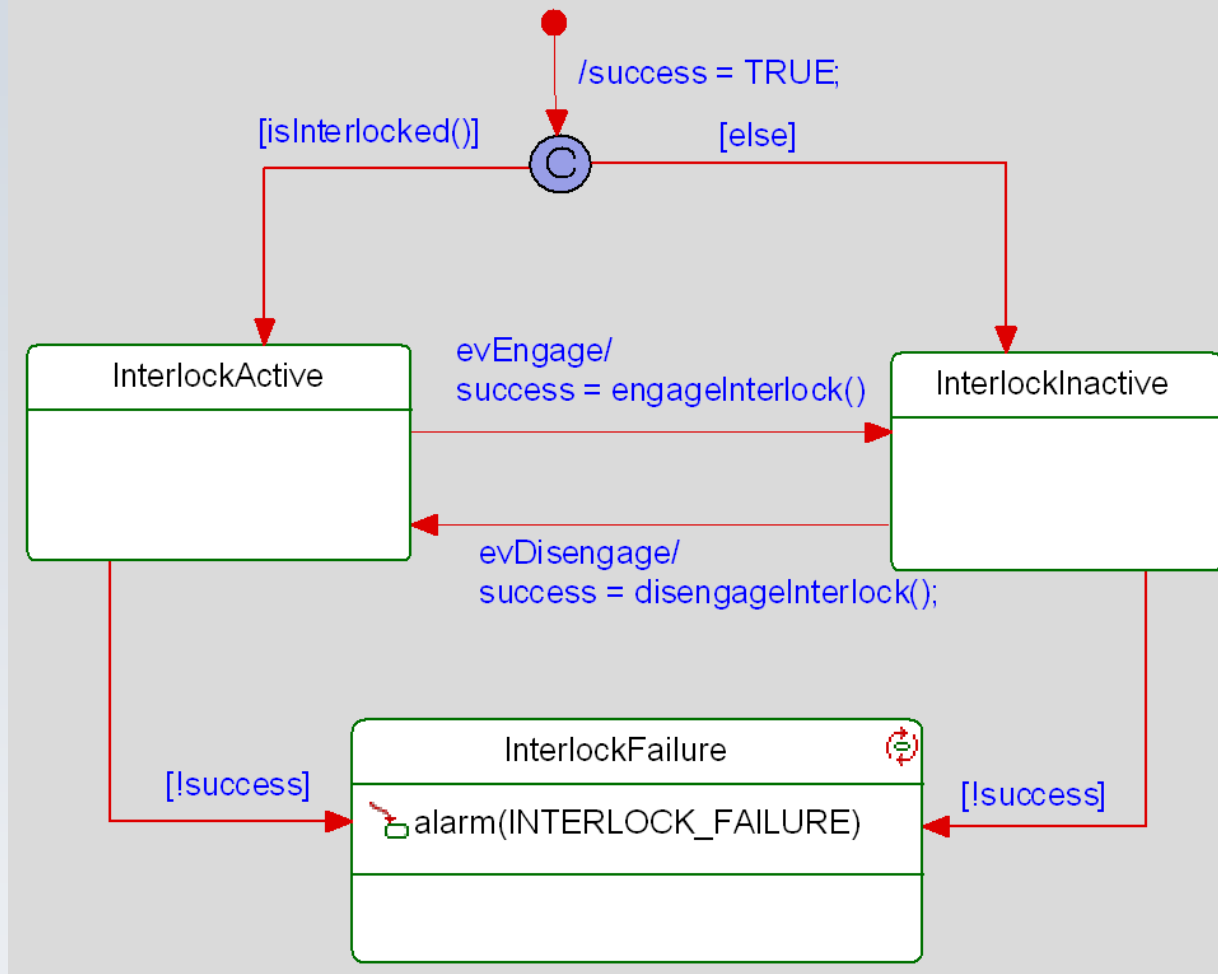 /success = TRUE;
[isInterlocked()]
[else]
C
InterlockActive
evEngage/
success = engageInterlock()
InterlockInactive
evDisengage/
success = disengageInterlock();
InterlockFailure
[!success]
[!success]
alarm(INTERLOCK_FAILURE)